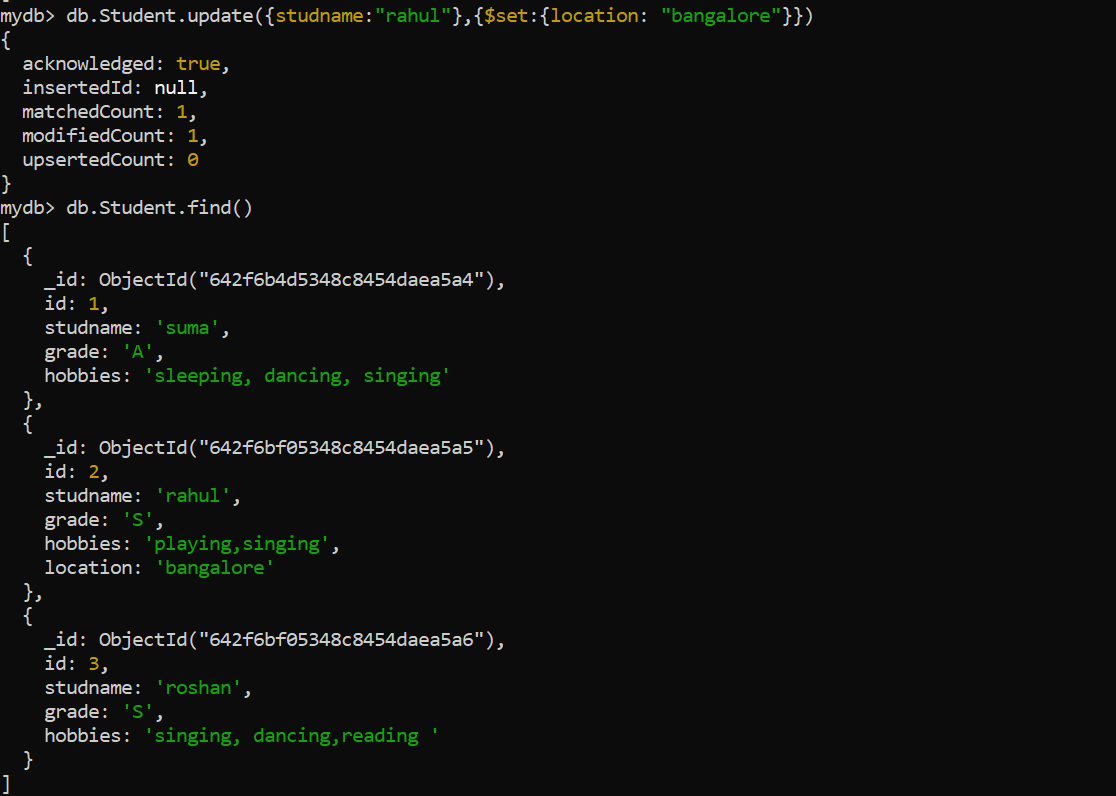 mydb> db.Student.update({studname:"rahul"},{$set:{location: "bangalore"}})
{
  acknowledged: true,
  insertedId: null,
  matchedCount: 1,
  modifiedCount: 1,
  upsertedCount: 0
}
mydb> db.Student.find()
[
  {
    _id: ObjectId("642f6b4d5348c8454daea5a4"),
    id: 1,
    studname: 'suma',
    grade: 'A',
    hobbies: 'sleeping, dancing, singing'
  },
  {
    _id: ObjectId("642f6bf05348c8454daea5a5"),
    id: 2,
    studname: 'rahul',
    grade: 'S',
    hobbies: 'playing,singing',
    location: 'bangalore'
  },
  {
    _id: ObjectId("642f6bf05348c8454daea5a6"),
    id: 3,
    studname: 'roshan',
    grade: 'S',
    hobbies: 'singing, dancing,reading '
  }
]